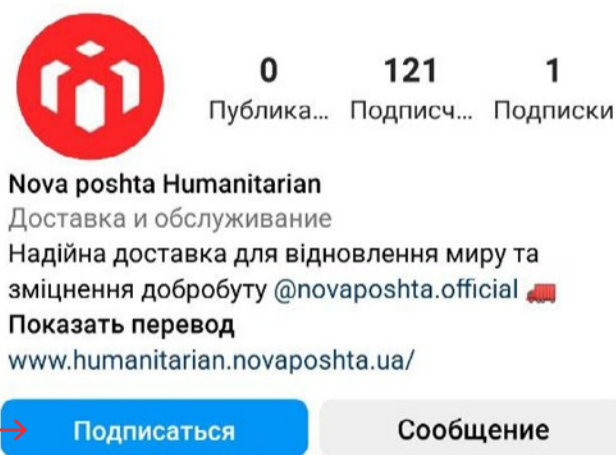 0 121 1
Публика... Подписч... Подписки
Nova poshta Humanitarian
Доставка и обслуживание
Надійна доставка для відновлення миру та
зміцнення добробуту @novaposhta.official 🚛
Показать перевод
www.humanitarian.novaposhta.ua/
Подписаться Сообщение